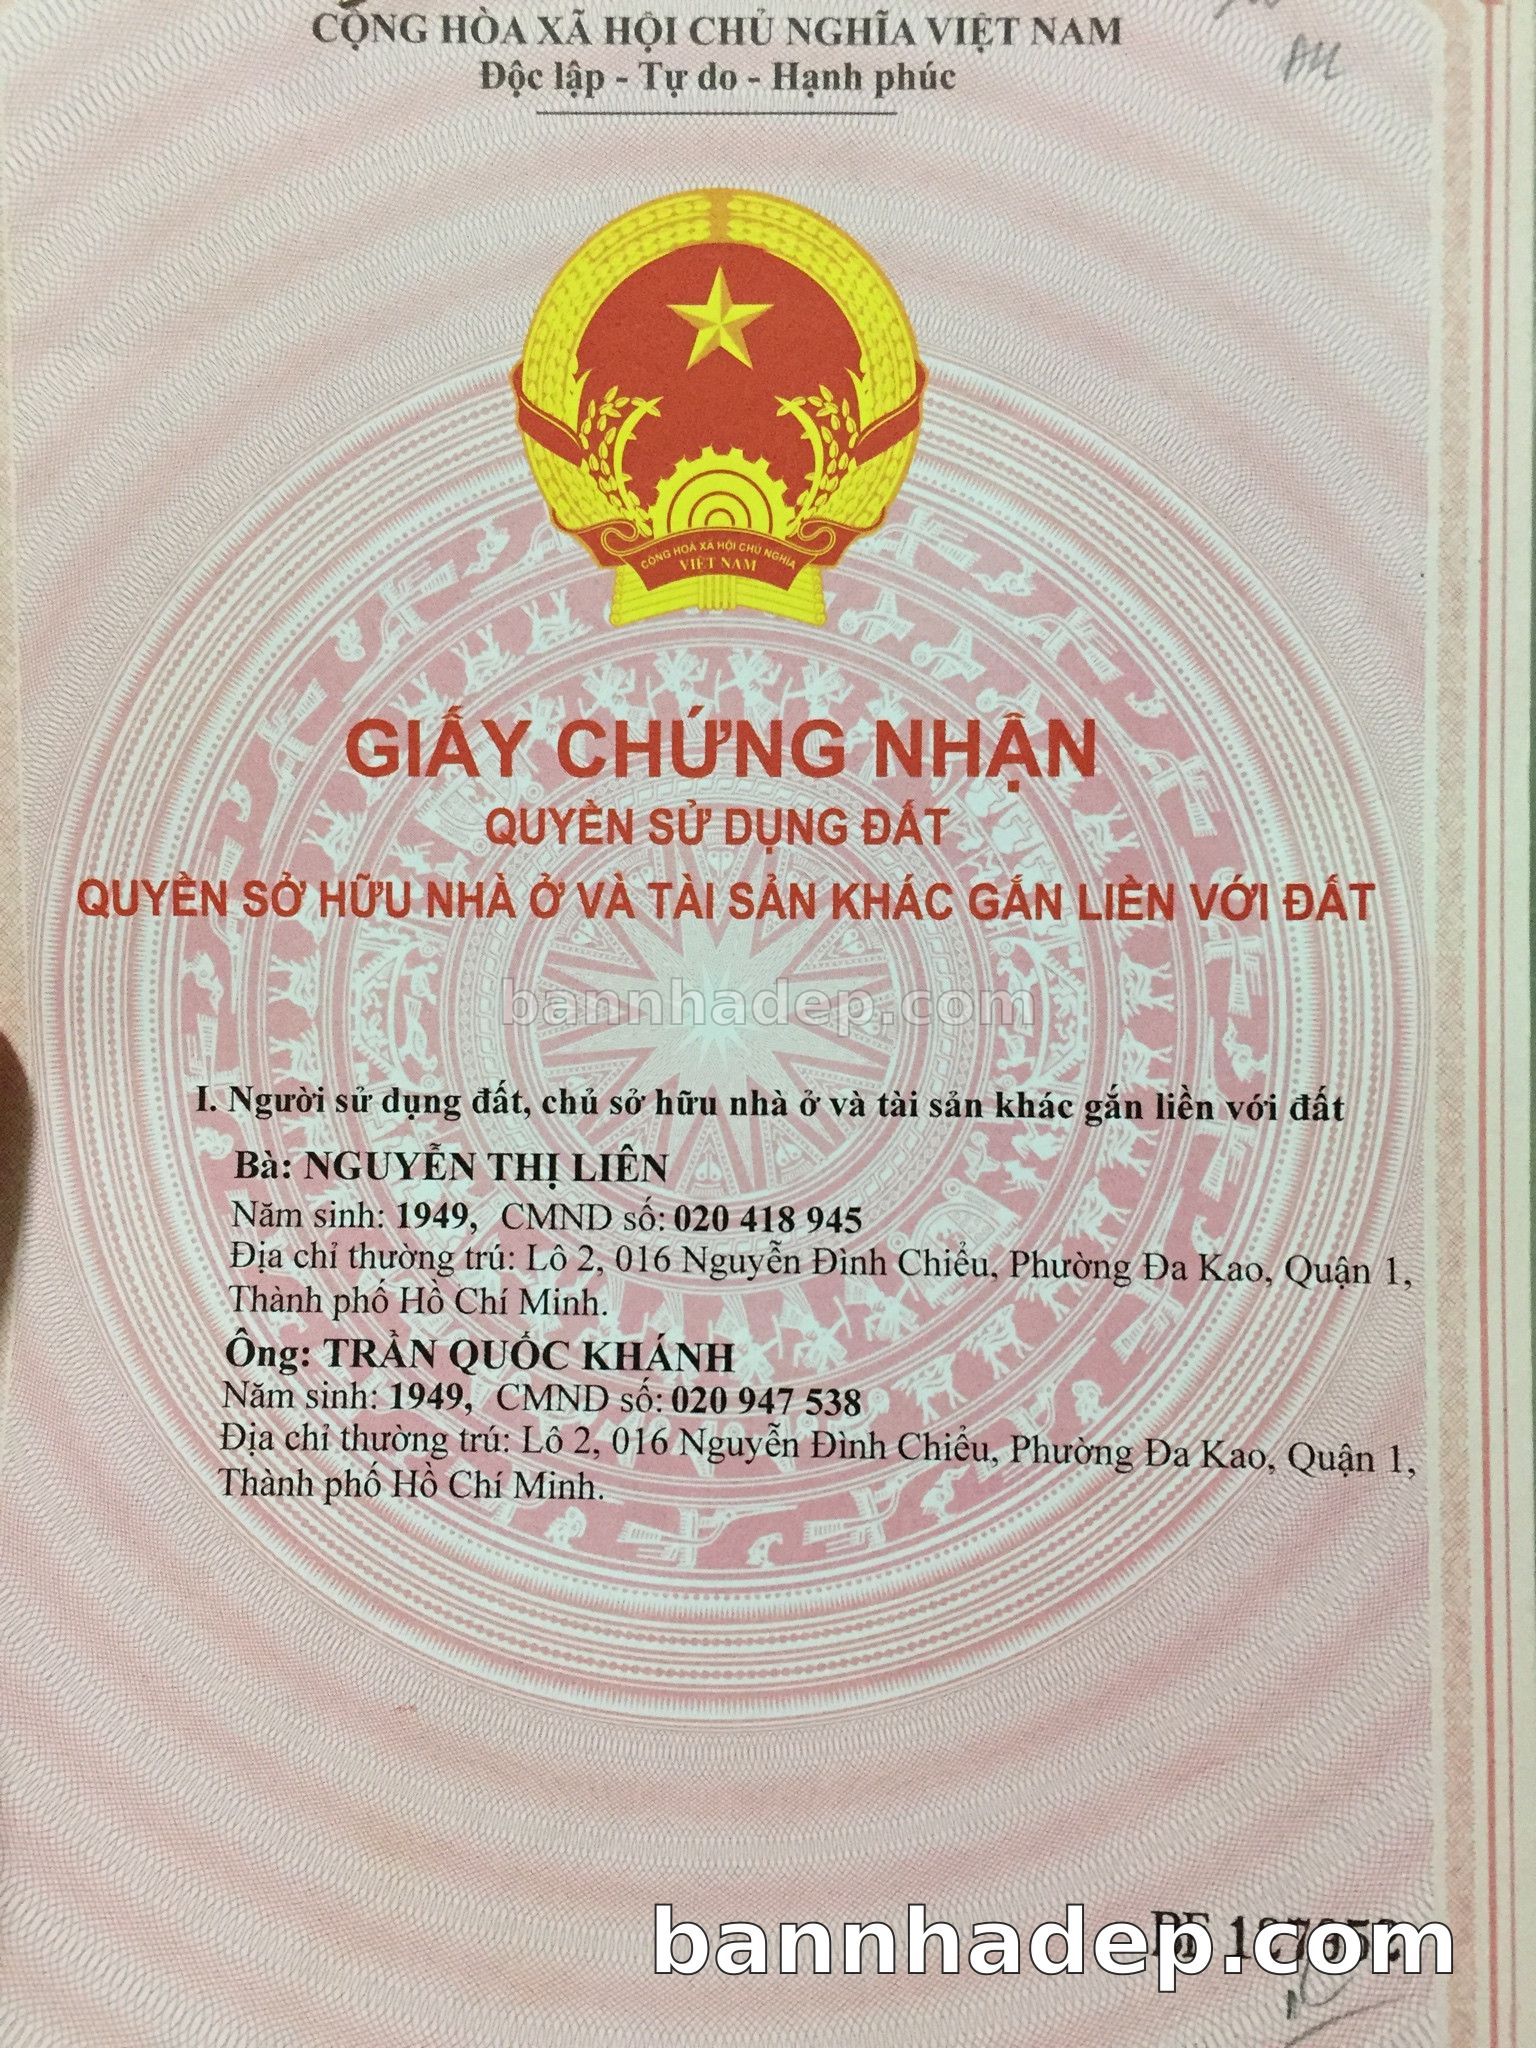 CỘNG HÒA XÃ HỘI CHỦ NGHĨA VIỆT NAM
Độc lập - Tự do - Hạnh phúc
CỘNG HOÀ XÃ HỘI CHỦ NGHĨA
VIỆT NAM
GIẤY CHỨNG NHẬN
QUYỀN SỬ DỤNG ĐẤT
QUYỀN SỞ HỮU NHÀ Ở VÀ TÀI SẢN KHÁC GẮN LIỀN VỚI ĐẤT
bannhadep.com
I. Người sử dụng đất, chủ sở hữu nhà ở và tài sản khác gắn liền với đất
Bà: NGUYỄN THỊ LIÊN
Năm sinh: 1949, CMND số: 020 418 945
Địa chỉ thường trú: Lô 2, 016 Nguyễn Đình Chiểu, Phường Đa Kao, Quận 1,
Thành phố Hồ Chí Minh.
Ông: TRẦN QUỐC KHÁNH
Năm sinh: 1949, CMND số: 020 947 538
Địa chỉ thường trú: Lô 2, 016 Nguyễn Đình Chiểu, Phường Đa Kao, Quận 1,
Thành phố Hồ Chí Minh.
bannhadep.com